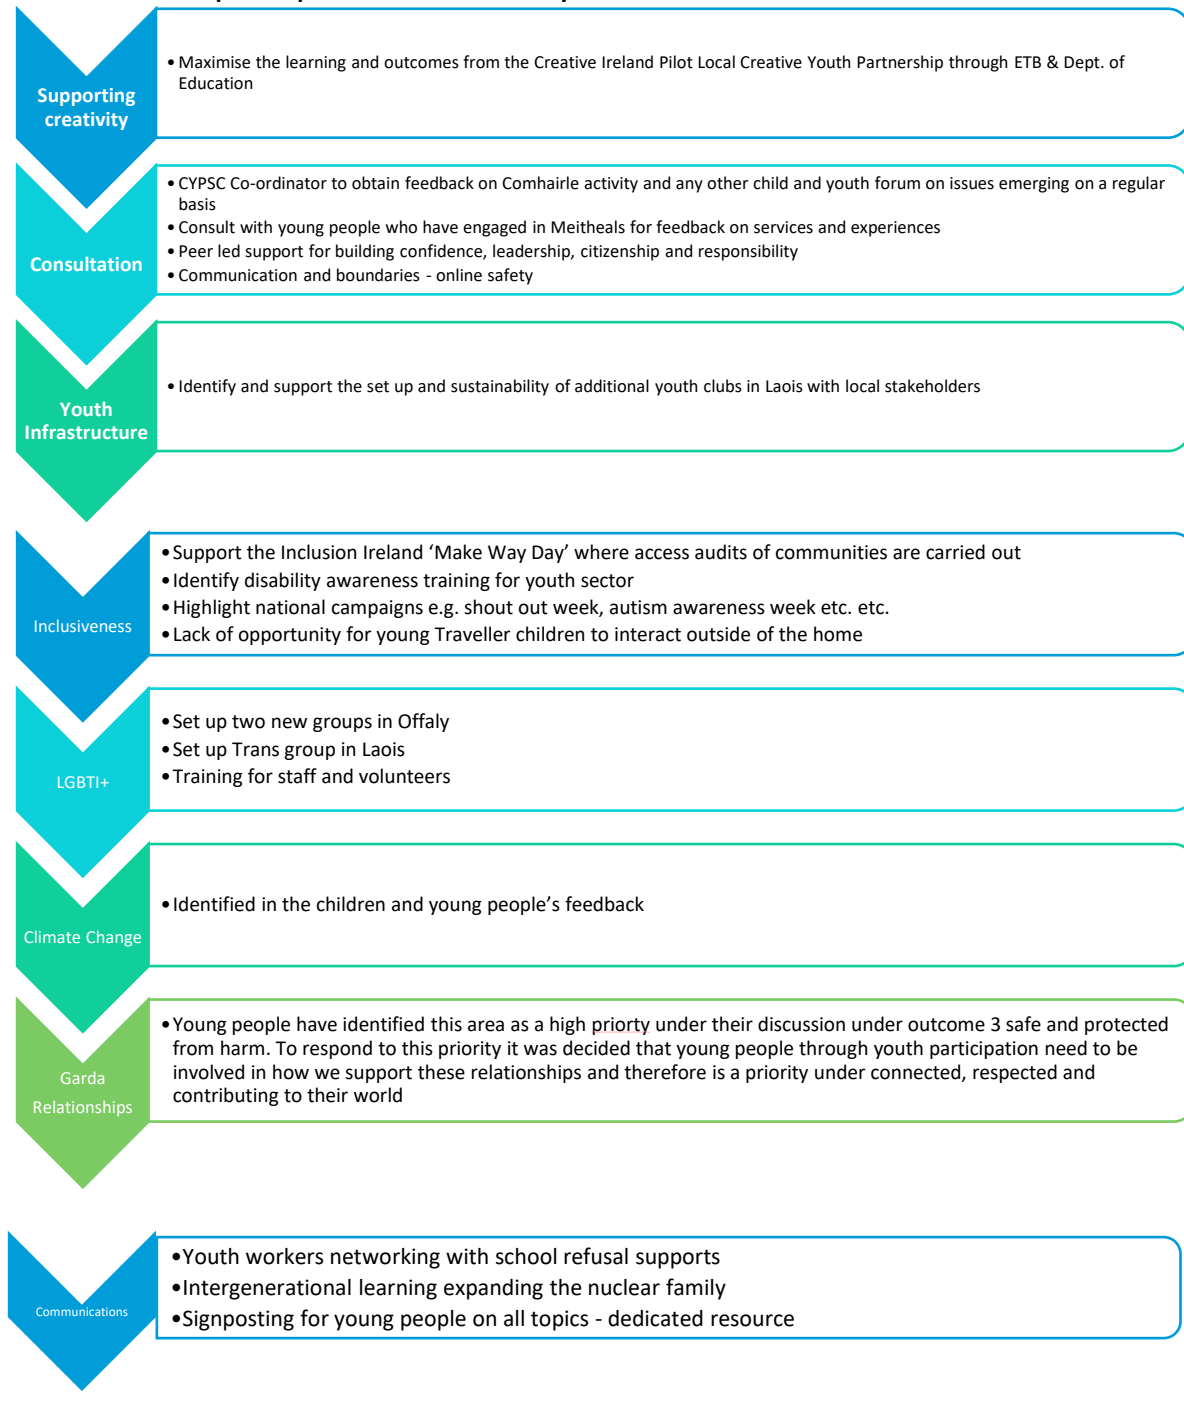 Supporting
creativity
• Maximise the learning and outcomes from the Creative Ireland Pilot Local Creative Youth Partnership through ETB & Dept. of
Education
Consultation
• CYPSC Co-ordinator to obtain feedback on Comhairle activity and any other child and youth forum on issues emerging on a regular
basis
• Consult with young people who have engaged in Meitheals for feedback on services and experiences
• Peer led support for building confidence, leadership, citizenship and responsibility
• Communication and boundaries - online safety
Youth
Infrastructure
• Identify and support the set up and sustainability of additional youth clubs in Laois with local stakeholders
Inclusiveness
• Support the Inclusion Ireland ‘Make Way Day’ where access audits of communities are carried out
• Identify disability awareness training for youth sector
• Highlight national campaigns e.g. shout out week, autism awareness week etc. etc.
• Lack of opportunity for young Traveller children to interact outside of the home
LGBTI+
• Set up two new groups in Offaly
• Set up Trans group in Laois
• Training for staff and volunteers
Climate Change
• Identified in the children and young people’s feedback
Garda
Relationships
• Young people have identified this area as a high priorty under their discussion under outcome 3 safe and protected
from harm. To respond to this priority it was decided that young people through youth participation need to be
involved in how we support these relationships and therefore is a priority under connected, respected and
contributing to their world
Communications
•Youth workers networking with school refusal supports
•Intergenerational learning expanding the nuclear family
•Signposting for young people on all topics - dedicated resource